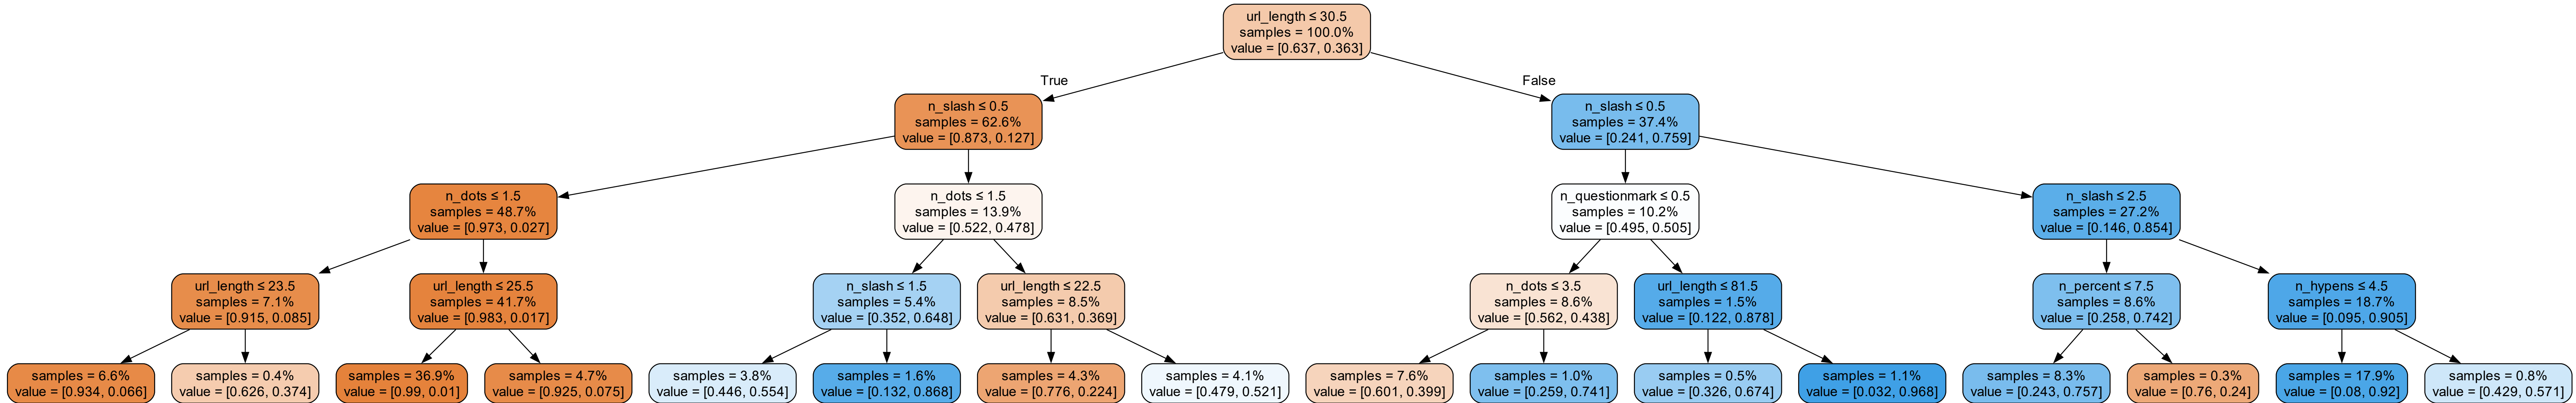 url_length ≤ 30.5
samples = 100.0%
value = [0.637, 0.363]
True
False
n_slash ≤ 0.5
samples = 62.6%
value = [0.873, 0.127]
n_slash ≤ 0.5
samples = 37.4%
value = [0.241, 0.759]
n_dots ≤ 1.5
samples = 48.7%
value = [0.973, 0.027]
n_dots ≤ 1.5
samples = 13.9%
value = [0.522, 0.478]
n_questionmark ≤ 0.5
samples = 10.2%
value = [0.495, 0.505]
n_slash ≤ 2.5
samples = 27.2%
value = [0.146, 0.854]
url_length ≤ 23.5
samples = 7.1%
value = [0.915, 0.085]
url_length ≤ 25.5
samples = 41.7%
value = [0.983, 0.017]
n_slash ≤ 1.5
samples = 5.4%
value = [0.352, 0.648]
url_length ≤ 22.5
samples = 8.5%
value = [0.631, 0.369]
n_dots ≤ 3.5
samples = 8.6%
value = [0.562, 0.438]
url_length ≤ 81.5
samples = 1.5%
value = [0.122, 0.878]
n_percent ≤ 7.5
samples = 8.6%
value = [0.258, 0.742]
n_hypens ≤ 4.5
samples = 18.7%
value = [0.095, 0.905]
samples = 6.6%
value = [0.934, 0.066]
samples = 0.4%
value = [0.626, 0.374]
samples = 36.9%
value = [0.99, 0.01]
samples = 4.7%
value = [0.925, 0.075]
samples = 3.8%
value = [0.446, 0.554]
samples = 1.6%
value = [0.132, 0.868]
samples = 4.3%
value = [0.776, 0.224]
samples = 4.1%
value = [0.479, 0.521]
samples = 7.6%
value = [0.601, 0.399]
samples = 1.0%
value = [0.259, 0.741]
samples = 0.5%
value = [0.326, 0.674]
samples = 1.1%
value = [0.032, 0.968]
samples = 8.3%
value = [0.243, 0.757]
samples = 0.3%
value = [0.76, 0.24]
samples = 17.9%
value = [0.08, 0.92]
samples = 0.8%
value = [0.429, 0.571]